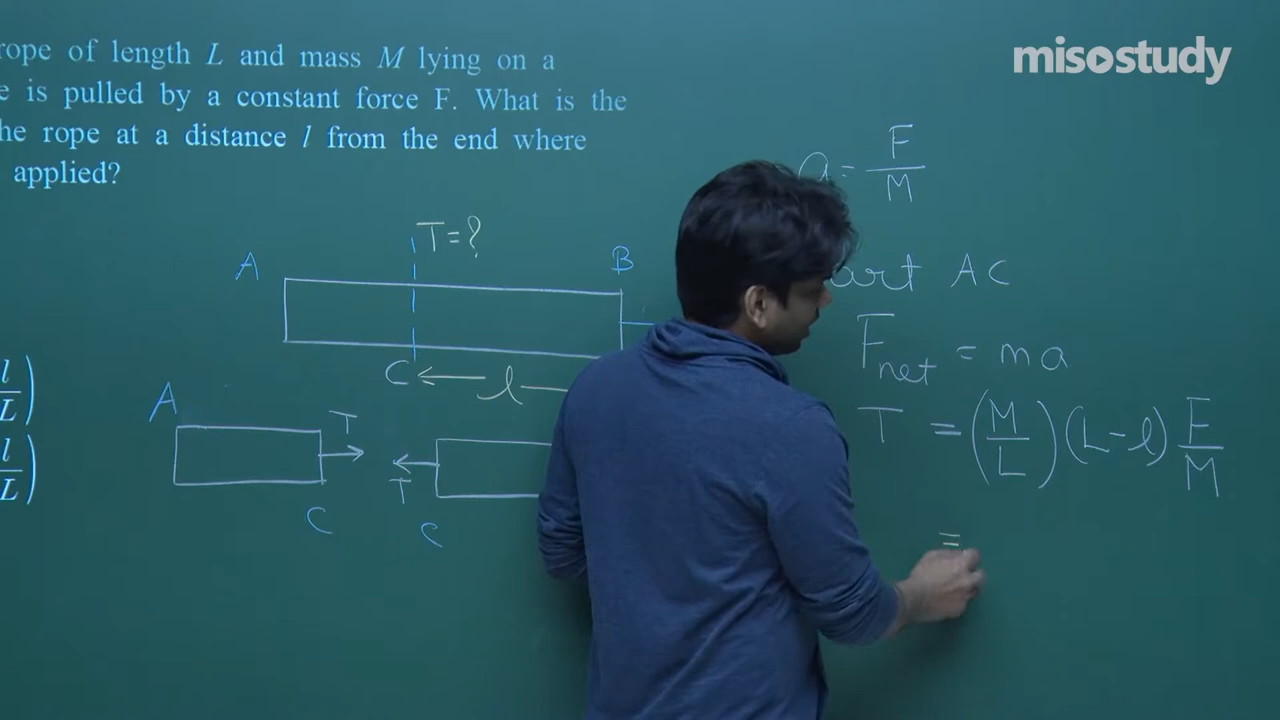 misostudy
rope of length L and mass M lying on a
e is pulled by a constant force F. What is the
he rope at a distance l from the end where
applied?
a = F/M
T = ?
A
B
art AC
F_net = ma
C
l
T = (M/L)(L-l) F/M
l/L)
l/L)
A
T
T
C
C
=